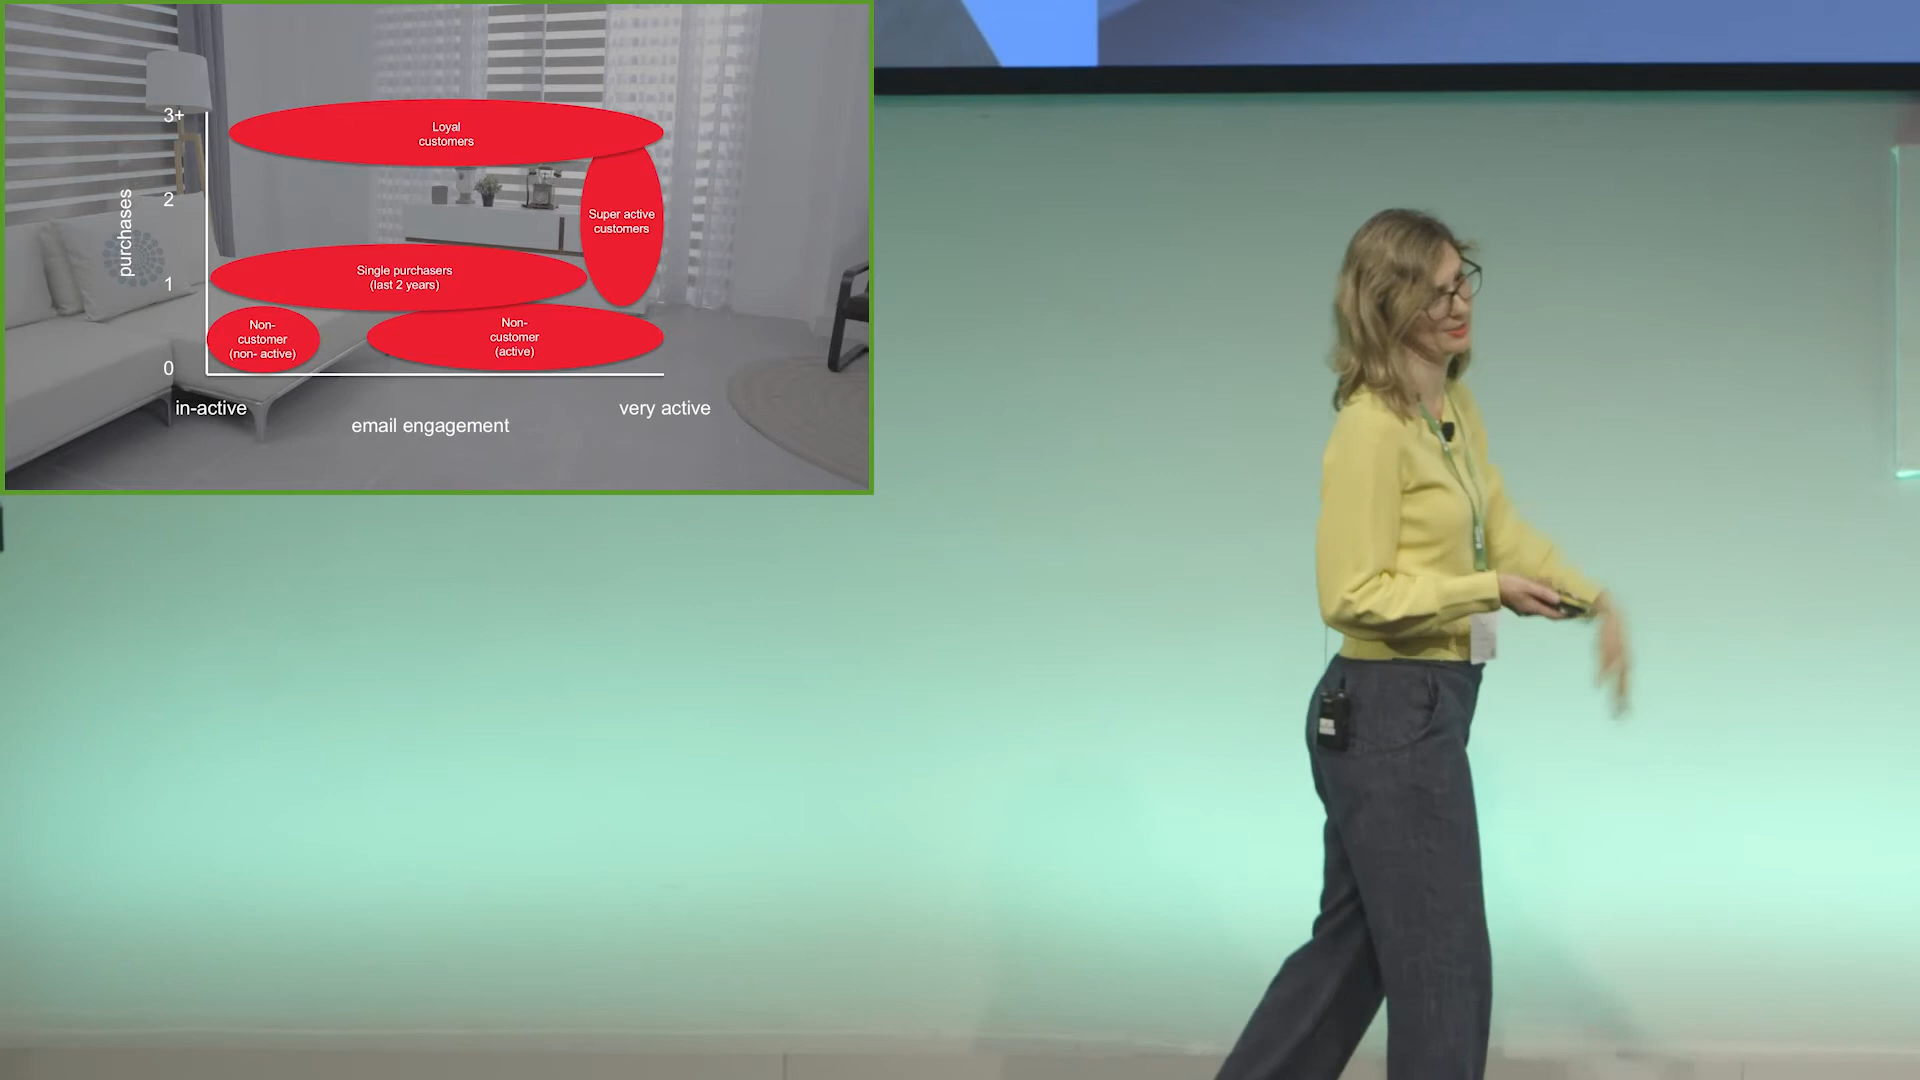 3+
Loyal
customers
2
Super active
customers
purchases
Single purchasers
(last 2 years)
1
Non-
customer
(non- active)
Non-
customer
(active)
0
in-active
very active
email engagement